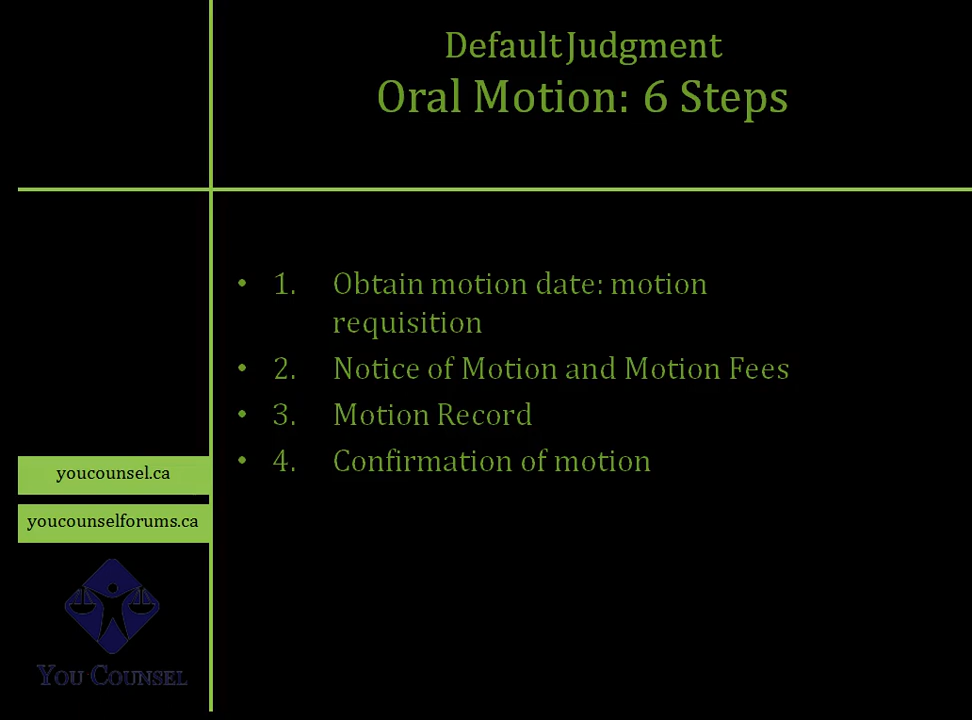 Default Judgment
Oral Motion: 6 Steps
• 1. Obtain motion date: motion
requisition
• 2. Notice of Motion and Motion Fees
• 3. Motion Record
• 4. Confirmation of motion
youcounsel.ca
youcounselforums.ca
YOU COUNSEL